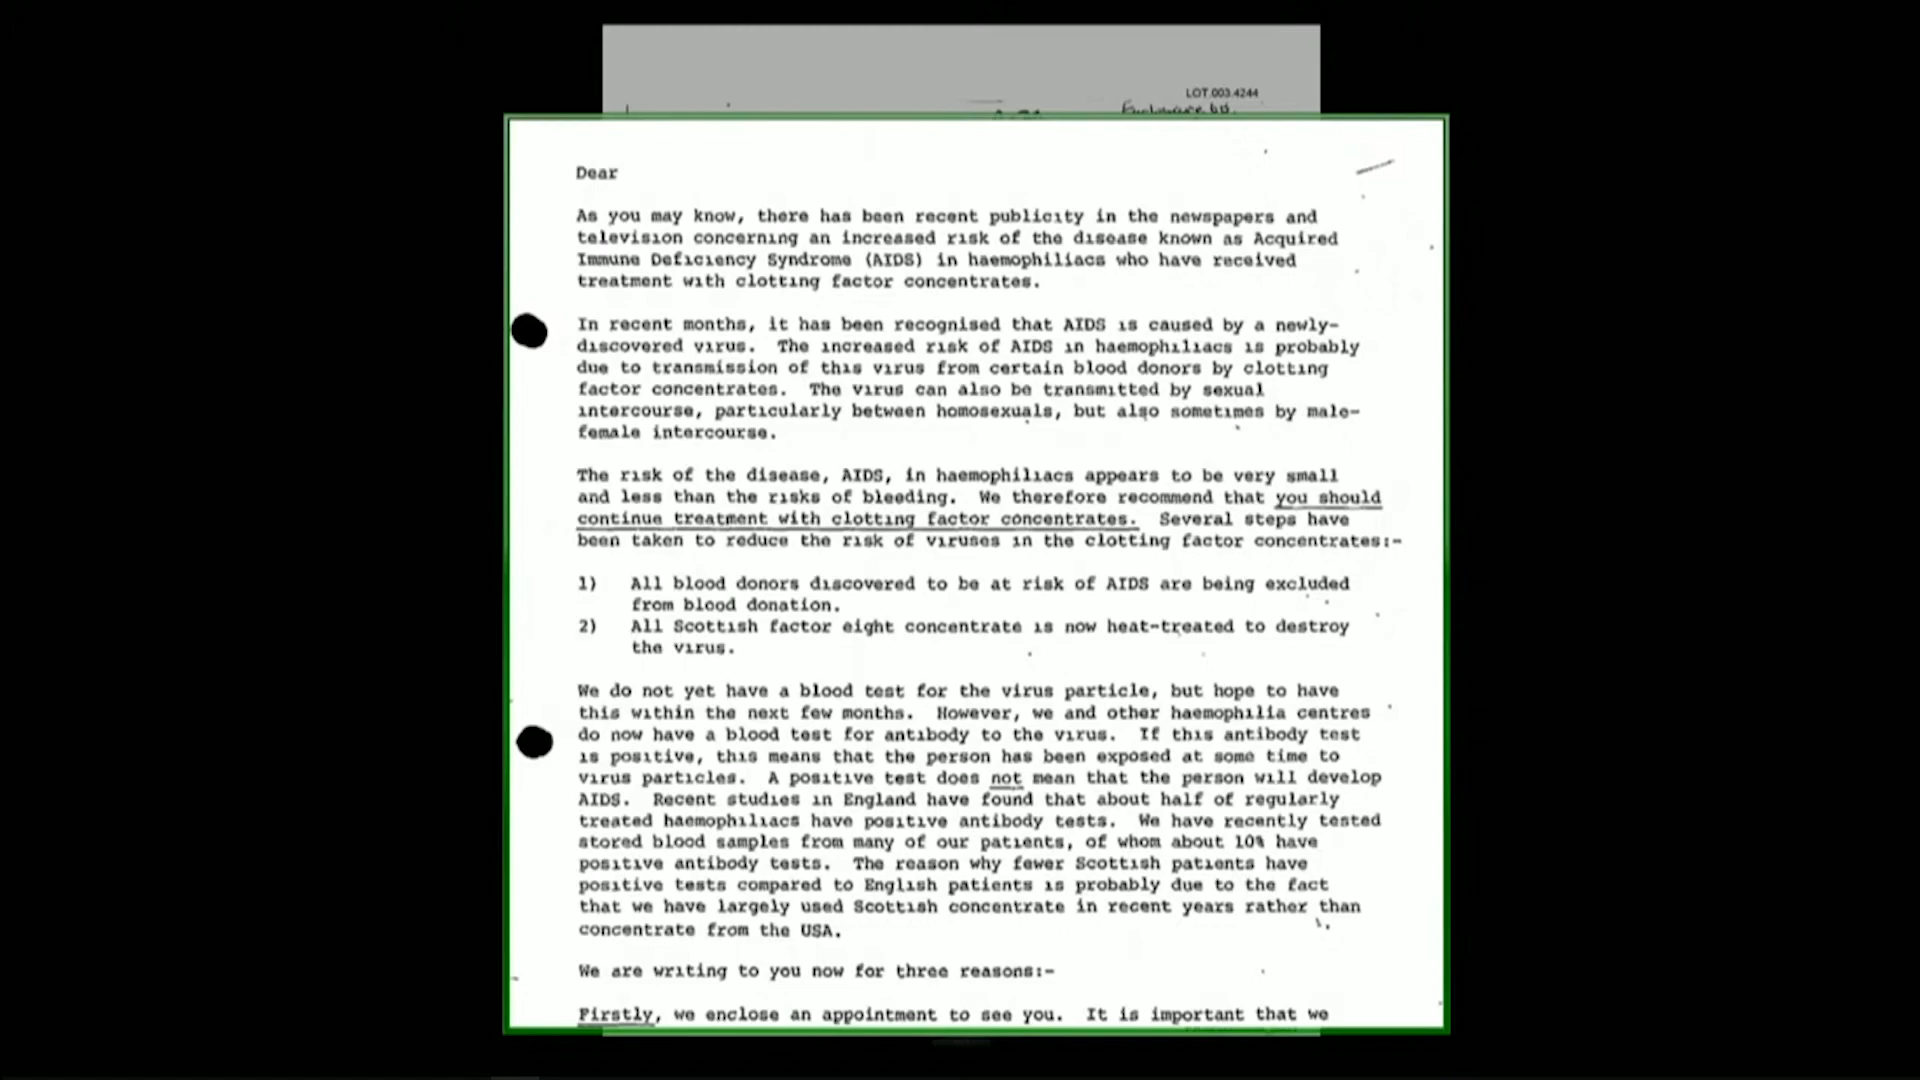 LOT.003.4244
Dear
As you may know, there has been recent publicity in the newspapers and
television concerning an increased risk of the disease known as Acquired
Immune Deficiency Syndrome (AIDS) in haemophiliacs who have received
treatment with clotting factor concentrates.
In recent months, it has been recognised that AIDS is caused by a newly-
discovered virus. The increased risk of AIDS in haemophiliacs is probably
due to transmission of this virus from certain blood donors by clotting
factor concentrates. The virus can also be transmitted by sexual
intercourse, particularly between homosexuals, but also sometimes by male-
female intercourse.
The risk of the disease, AIDS, in haemophiliacs appears to be very small
and less than the risks of bleeding. We therefore recommend that you should
continue treatment with clotting factor concentrates. Several steps have
been taken to reduce the risk of viruses in the clotting factor concentrates:-
1) All blood donors discovered to be at risk of AIDS are being excluded
from blood donation.
2) All Scottish factor eight concentrate is now heat-treated to destroy
the virus.
We do not yet have a blood test for the virus particle, but hope to have
this within the next few months. However, we and other haemophilia centres
do now have a blood test for antibody to the virus. If this antibody test
is positive, this means that the person has been exposed at some time to
virus particles. A positive test does not mean that the person will develop
AIDS. Recent studies in England have found that about half of regularly
treated haemophiliacs have positive antibody tests. We have recently tested
stored blood samples from many of our patients, of whom about 10% have
positive antibody tests. The reason why fewer Scottish patients have
positive tests compared to English patients is probably due to the fact
that we have largely used Scottish concentrate in recent years rather than
concentrate from the USA.
We are writing to you now for three reasons:-
Firstly, we enclose an appointment to see you. It is important that we